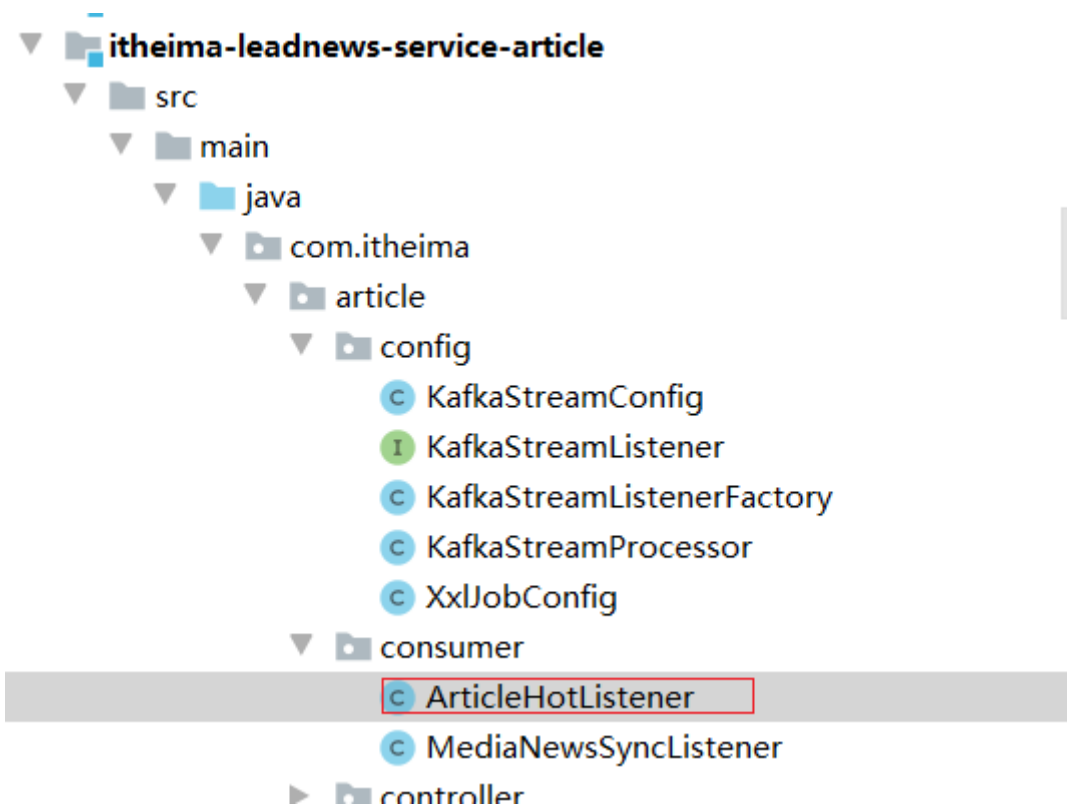 itheima-leadnews-service-article
src
main
java
com.itheima
article
config
C KafkaStreamConfig
I KafkaStreamListener
C KafkaStreamListenerFactory
C KafkaStreamProcessor
C XxlJobConfig
consumer
C ArticleHotListener
C MediaNewsSyncListener
controller